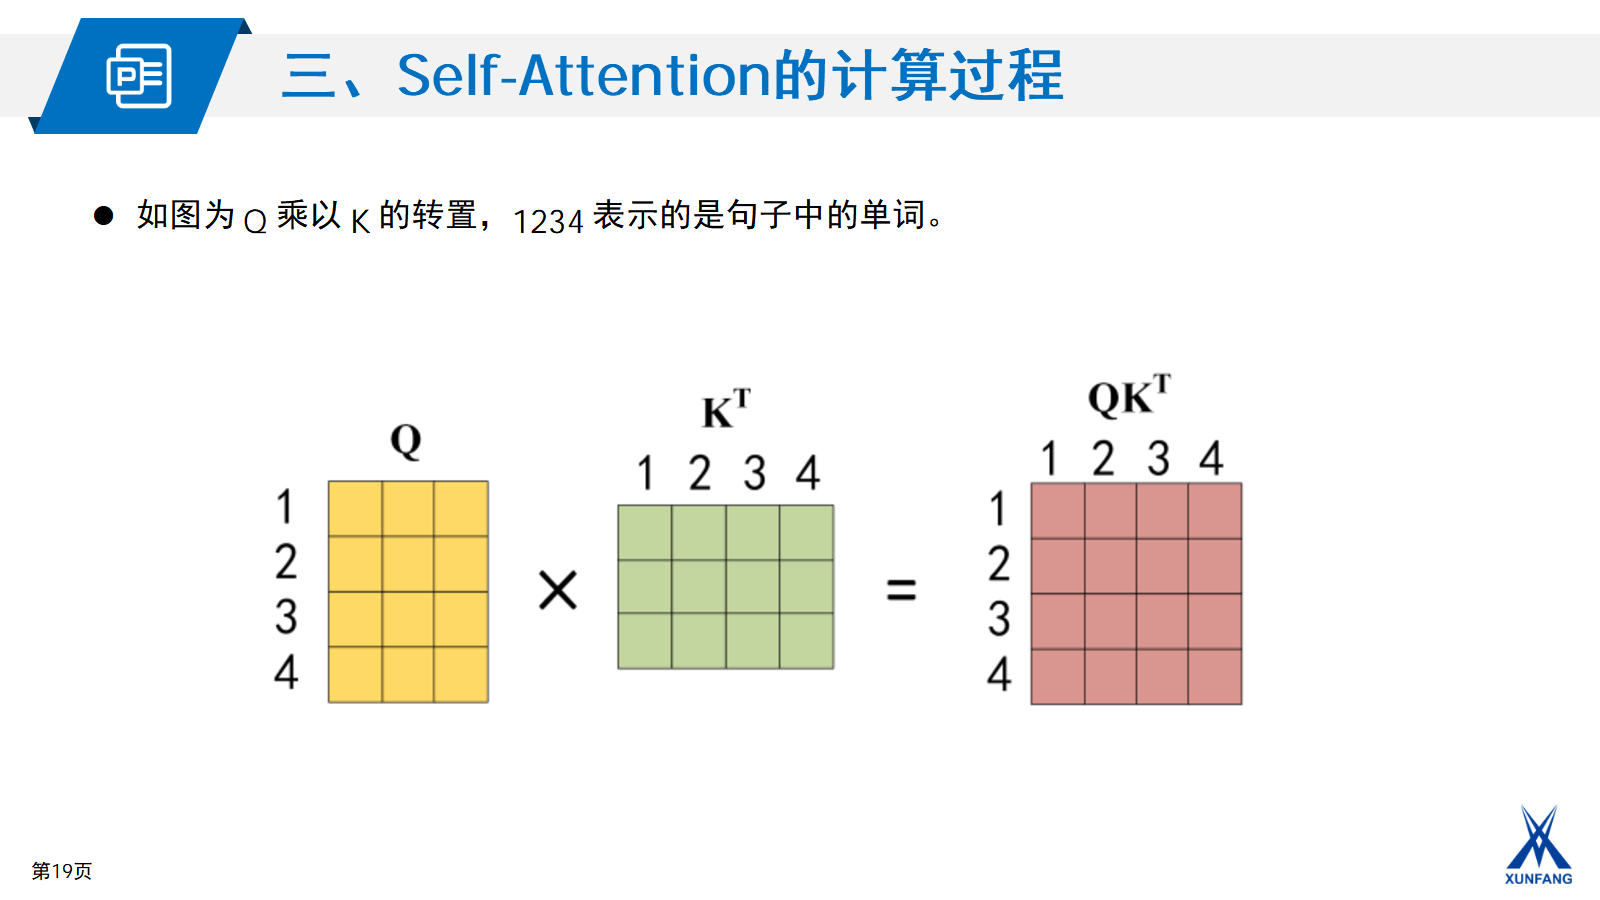 三、Self-Attention的计算过程
● 如图为 Q 乘以 K 的转置，1234 表示的是句子中的单词。
Q
K^T
QK^T
1 2 3 4
1 2 3 4
1
2
3
4
×
=
1
2
3
4
第19页
XUNFANG